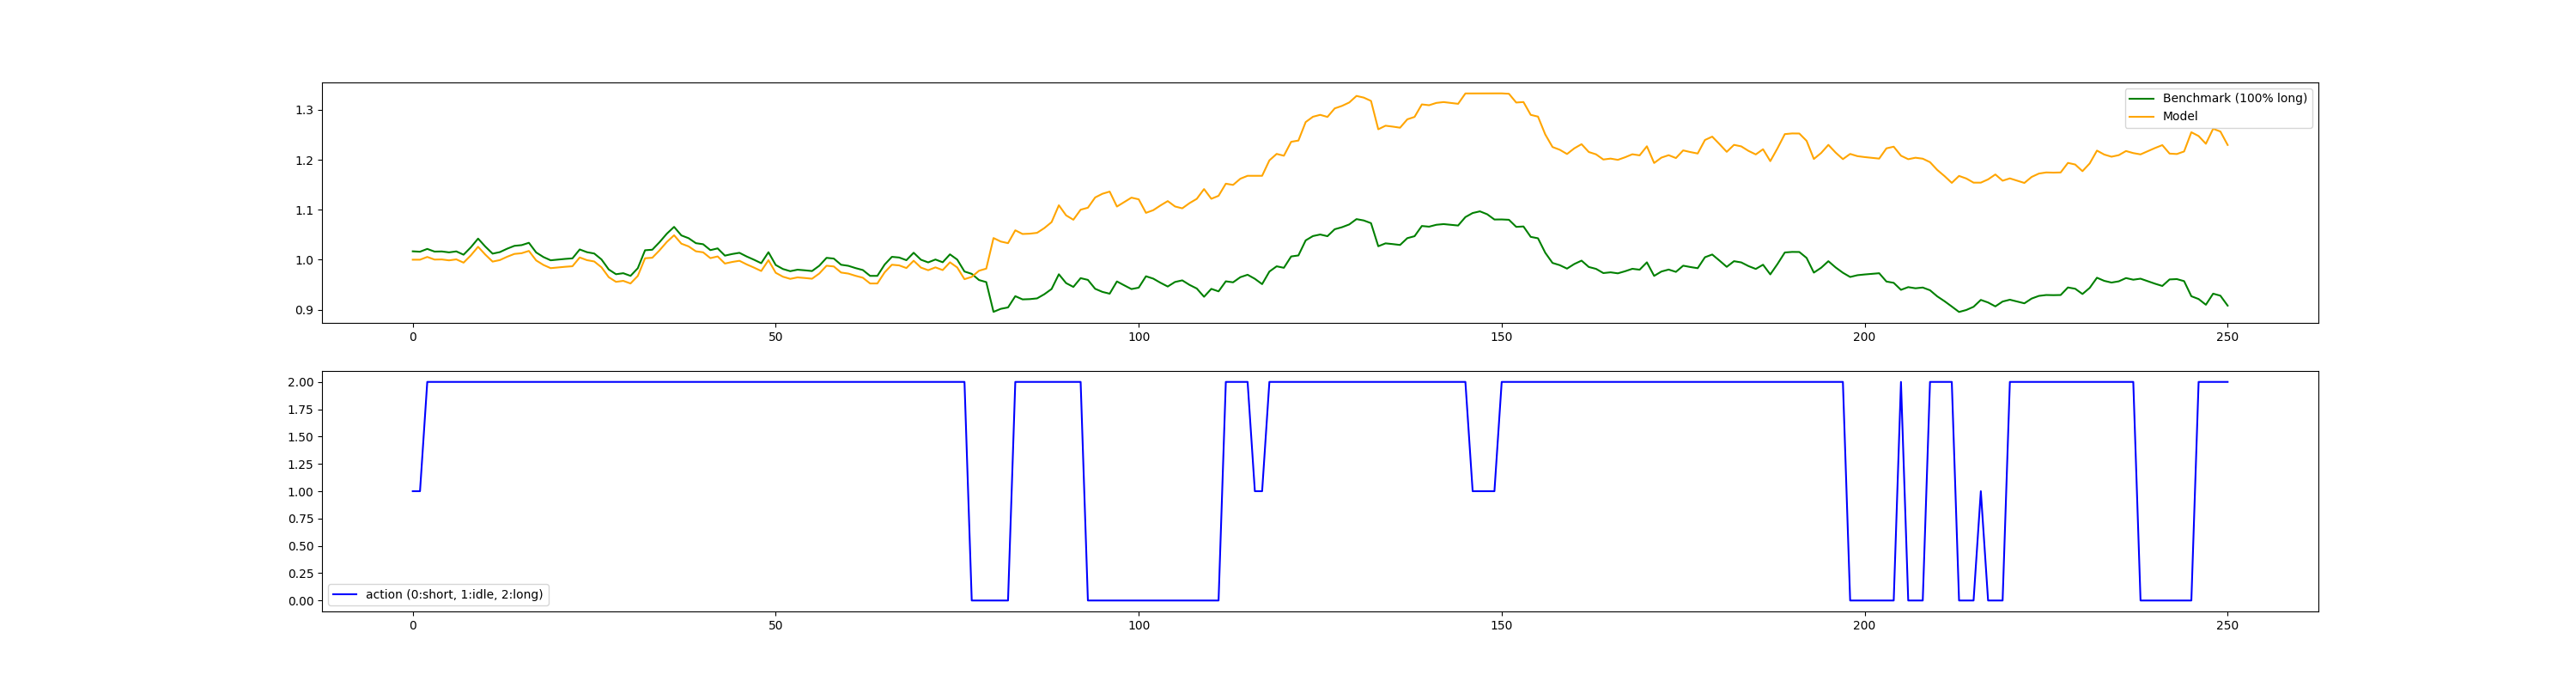 1.3
1.2
1.1
1.0
0.9
Benchmark (100% long)
Model
0 50 100 150 200 250
2.00
1.75
1.50
1.25
1.00
0.75
0.50
0.25
0.00
action (0:short, 1:idle, 2:long)
0 50 100 150 200 250